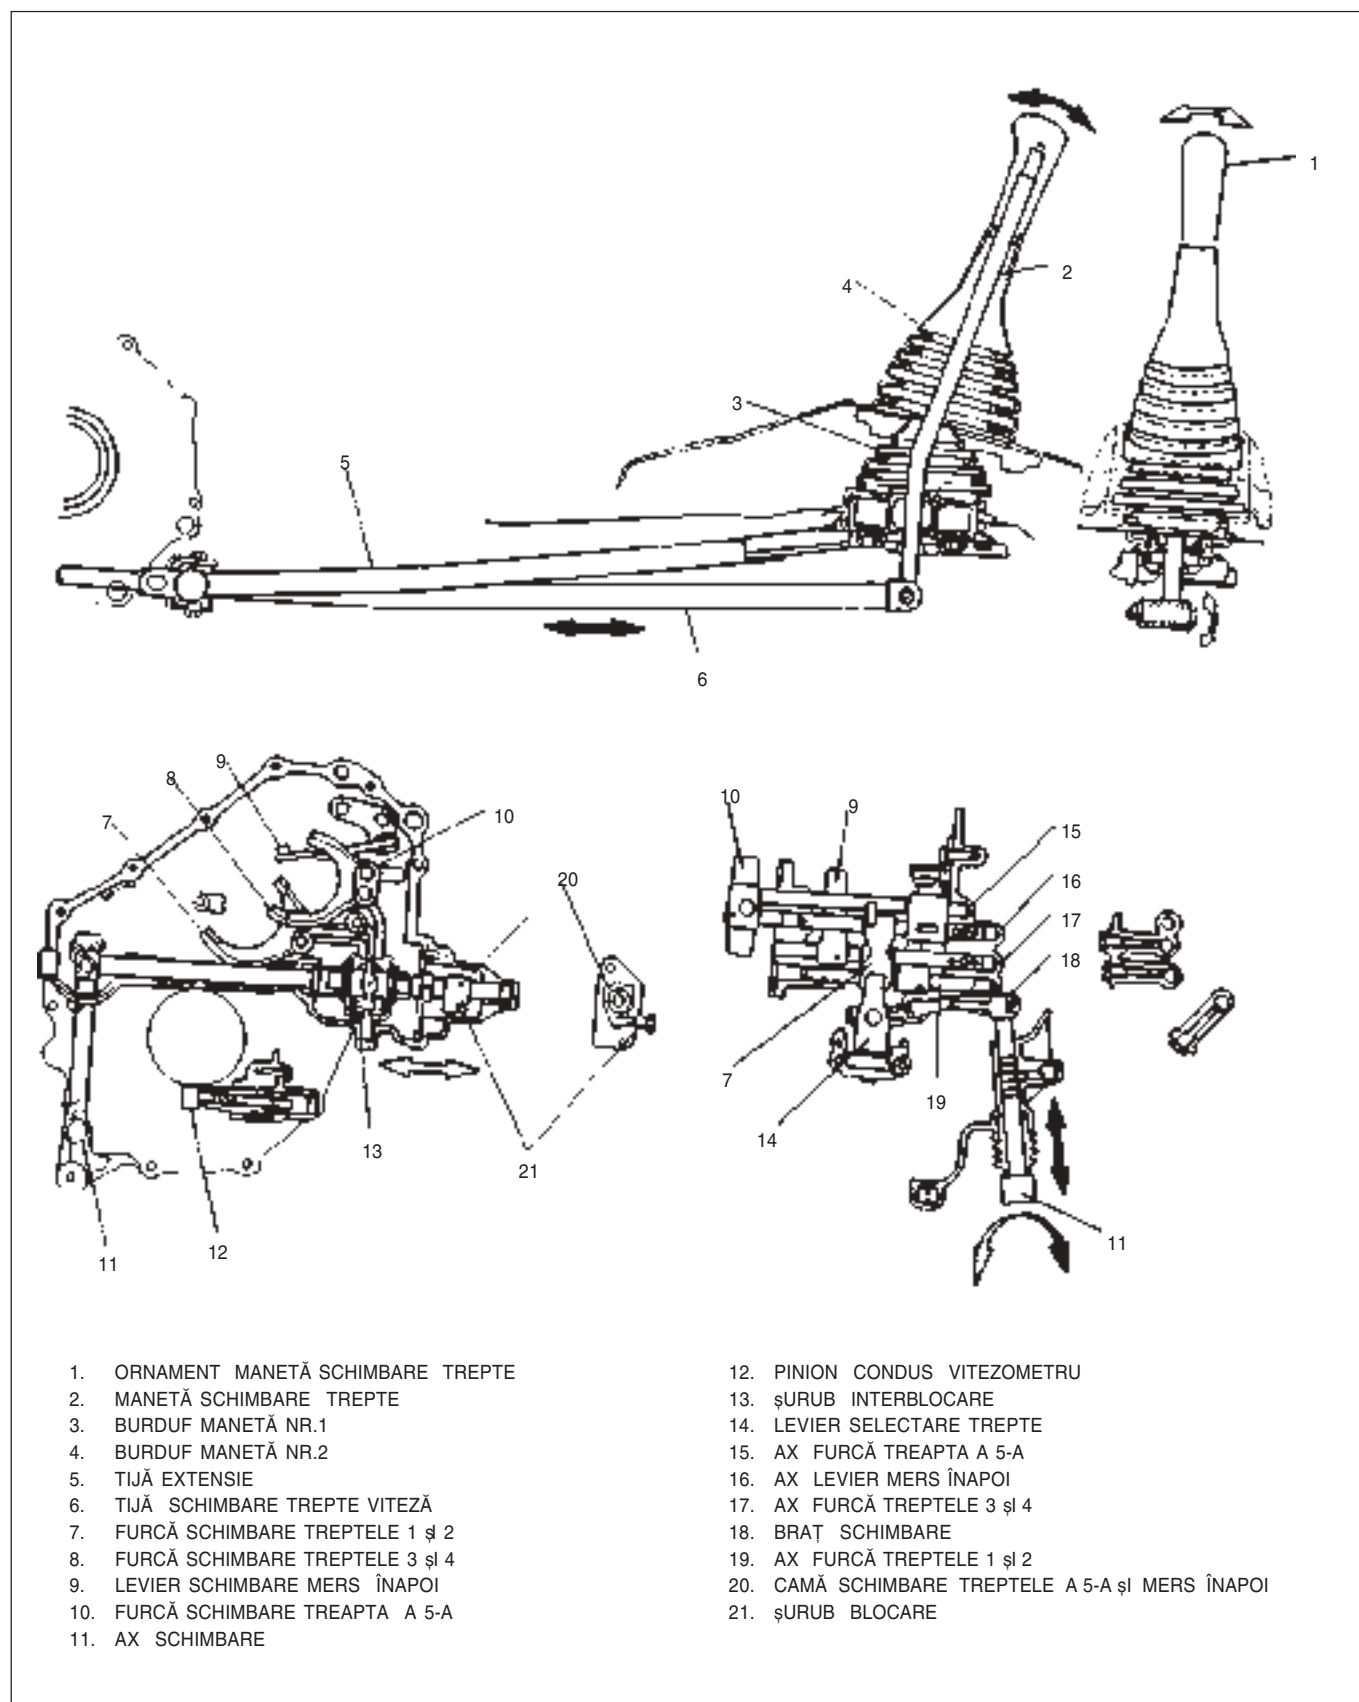 1
2
4
3
5
6
9
8
7
10
20
13
21
12
11
10
9
15
16
17
18
7
19
14
11
1. ORNAMENT MANETĂ SCHIMBARE TREPTE
2. MANETĂ SCHIMBARE TREPTE
3. BURDUF MANETĂ NR.1
4. BURDUF MANETĂ NR.2
5. TIJĂ EXTENSIE
6. TIJĂ SCHIMBARE TREPTE VITEZĂ
7. FURCĂ SCHIMBARE TREPTELE 1 șI 2
8. FURCĂ SCHIMBARE TREPTELE 3 șI 4
9. LEVIER SCHIMBARE MERS ÎNAPOI
10. FURCĂ SCHIMBARE TREAPTA A 5-A
11. AX SCHIMBARE
12. PINION CONDUS VITEZOMETRU
13. șURUB INTERBLOCARE
14. LEVIER SELECTARE TREPTE
15. AX FURCĂ TREAPTA A 5-A
16. AX LEVIER MERS ÎNAPOI
17. AX FURCĂ TREPTELE 3 șI 4
18. BRAȚ SCHIMBARE
19. AX FURCĂ TREPTELE 1 șI 2
20. CAMĂ SCHIMBARE TREPTELE A 5-A șI MERS ÎNAPOI
21. șURUB BLOCARE